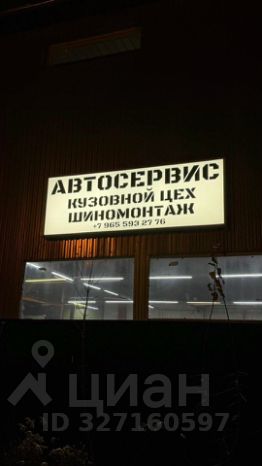 АВТОСЕРВИС
КУЗОВНОЙ ЦЕХ
ШИНОМОНТАЖ
+7 965 593 27 76
циан
ID 327160597